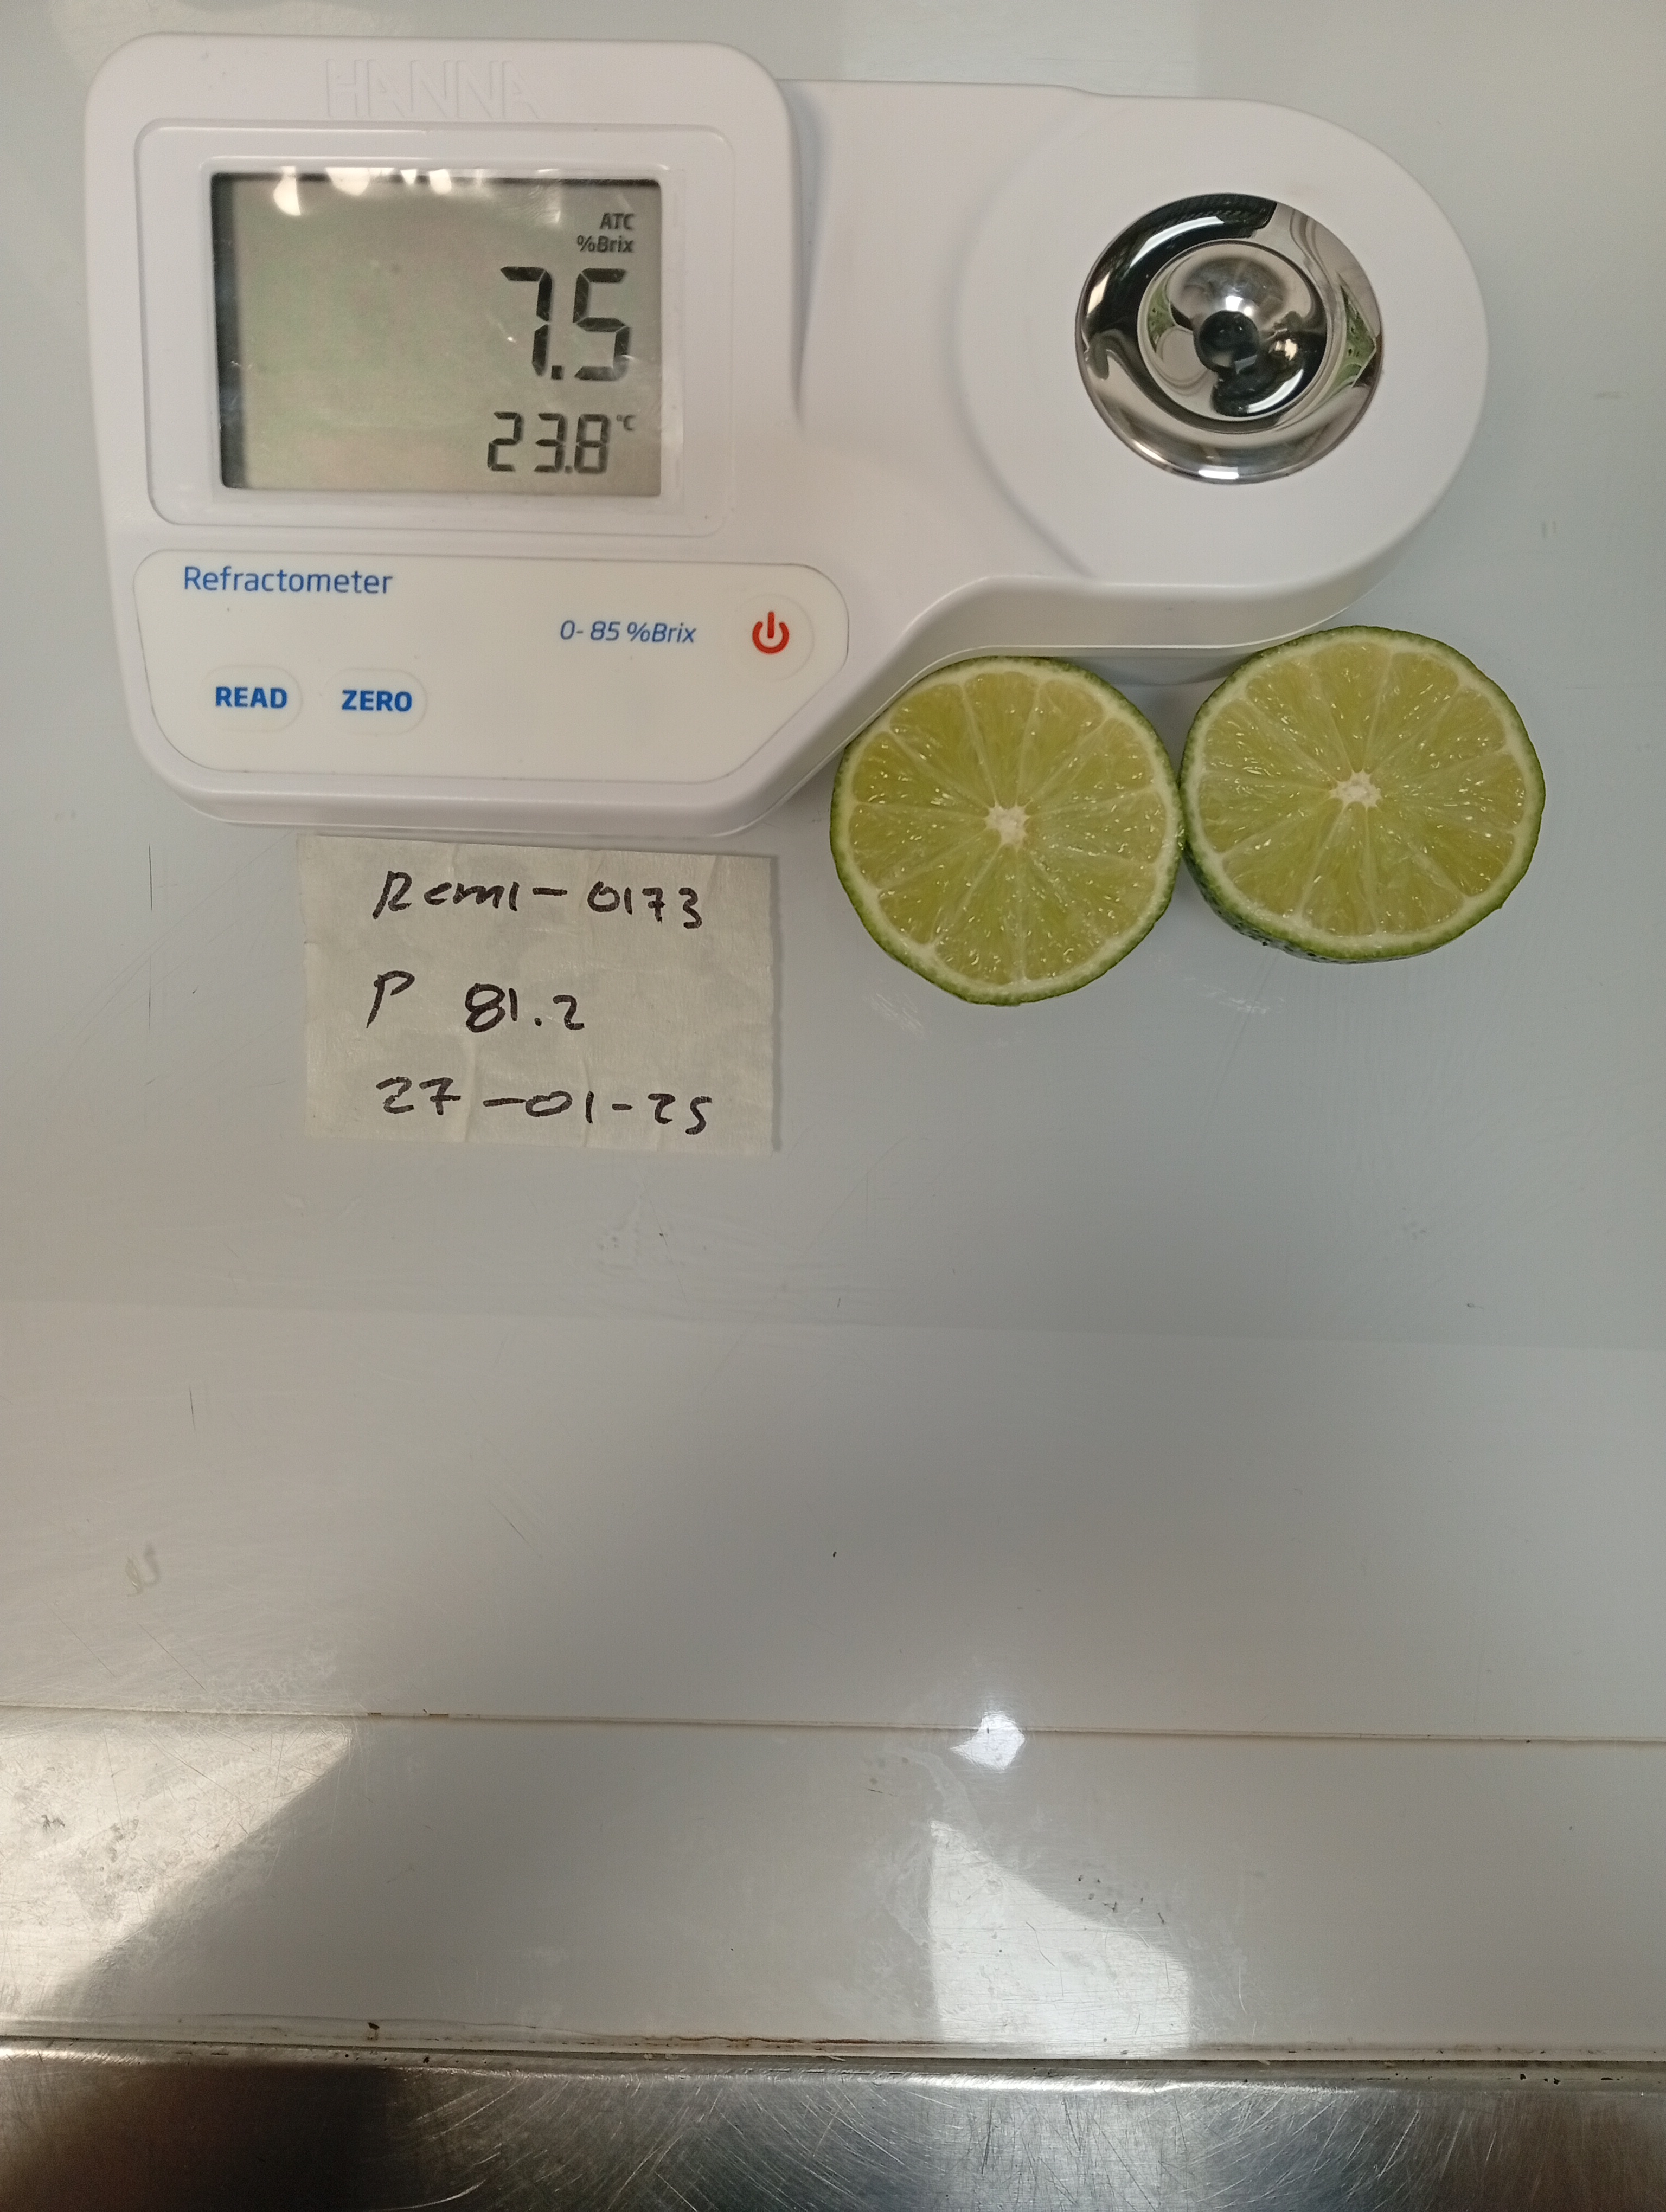 HANNA
ATC
%Brix
7.5
23.8 °C
Refractometer
0- 85 %Brix
READ ZERO
Rcml - 0173
P 81.2
27-01-25